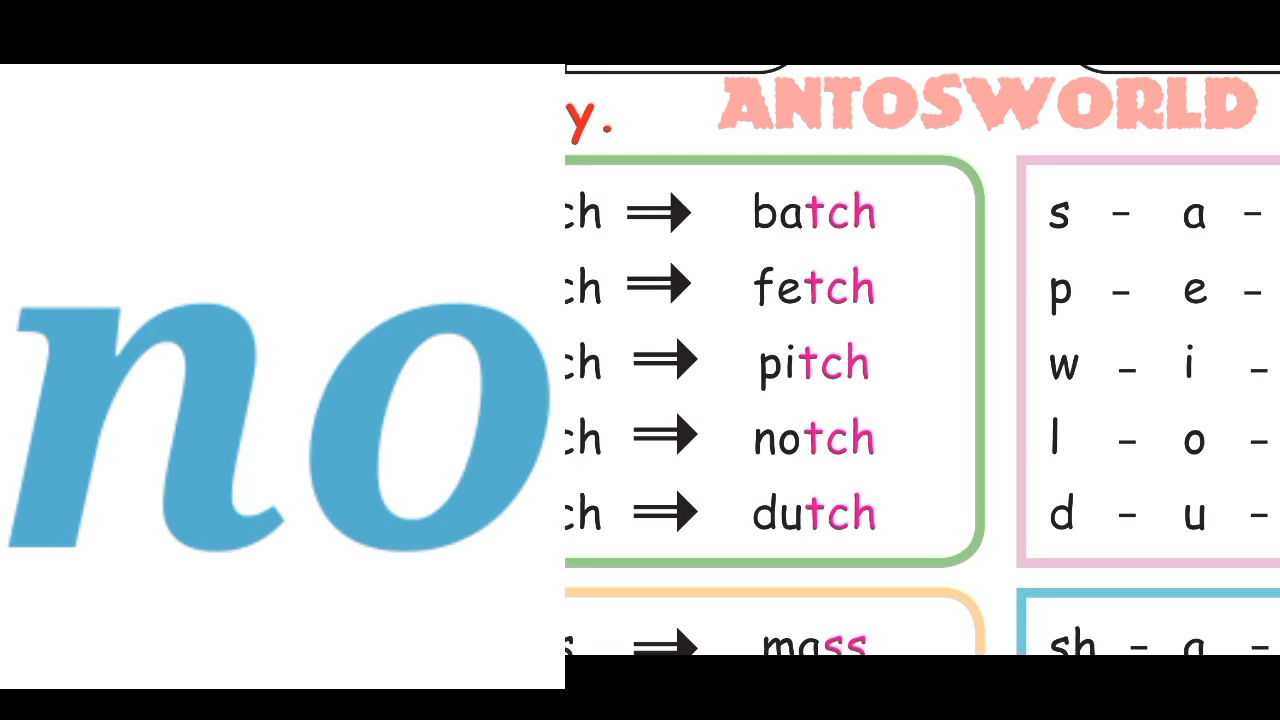 no
y.
ANTOSWORLD
ch ⇒ batch
ch ⇒ fetch
ch ⇒ pitch
ch ⇒ notch
ch ⇒ dutch
s - a -
p - e -
w - i -
l - o -
d - u -
s ⇒ mass
sh - a -